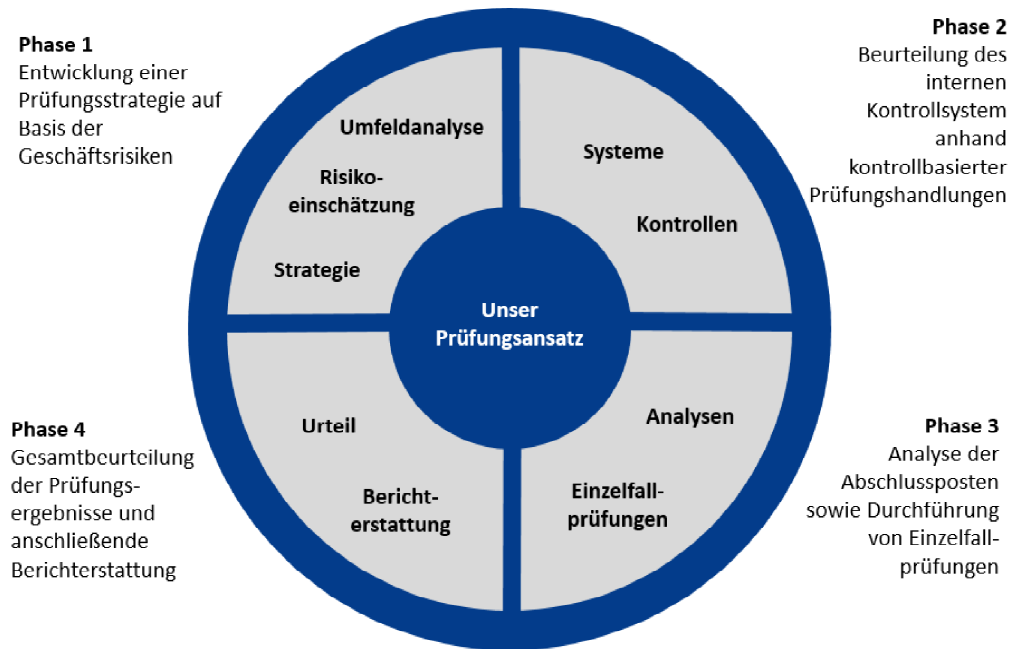 Phase 1
Entwicklung einer
Prüfungsstrategie auf
Basis der
Geschäftsrisiken
Phase 2
Beurteilung des
internen
Kontrollsystem
anhand
kontrollbasierter
Prüfungshandlungen
Umfeldanalyse
Risiko-
einschätzung
Strategie
Systeme
Kontrollen
Unser
Prüfungsansatz
Urteil
Bericht-
erstattung
Analysen
Einzelfall-
prüfungen
Phase 4
Gesamtbeurteilung
der Prüfungs-
ergebnisse und
anschließende
Berichterstattung
Phase 3
Analyse der
Abschlussposten
sowie Durchführung
von Einzelfall-
prüfungen